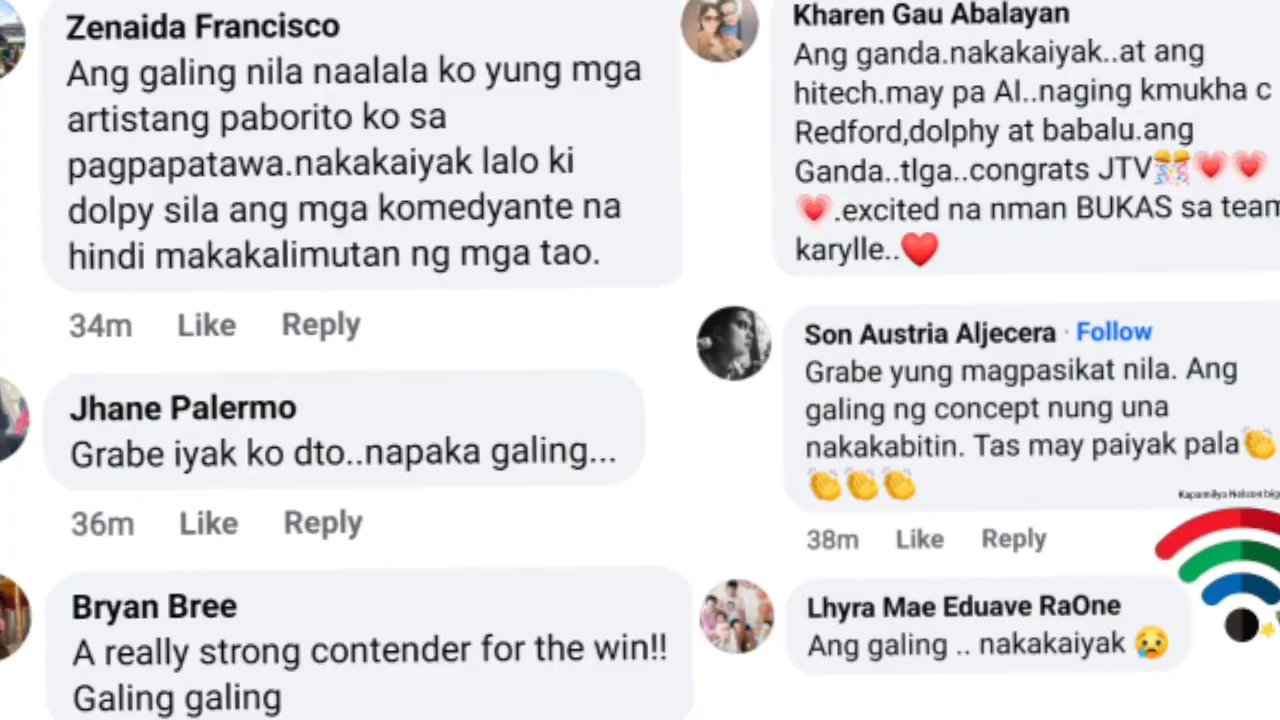 Zenaida Francisco
Ang galing nila naalala ko yung mga
artistang paborito ko sa
pagpapatawa.nakakaiyak lalo ki
dolpy sila ang mga komedyante na
hindi makakalimutan ng mga tao.
34m Like Reply
Jhane Palermo
Grabe iyak ko dto..napaka galing...
36m Like Reply
Bryan Bree
A really strong contender for the win!!
Galing galing
Kharen Gau Abalayan
Ang ganda.nakakaiyak..at ang
hitech.may pa AI..naging kmukha c
Redford,dolphy at babalu.ang
Ganda..tlga..congrats JTV🎊💗💗
💗.excited na nman BUKAS sa team
karylle..❤️
Son Austria Aljecera · Follow
Grabe yung magpasikat nila. Ang
galing ng concept nung una
nakakabitin. Tas may paiyak pala👏
👏👏👏
38m Like Reply
Kapamilya Nelson
Lhyra Mae Eduave RaOne
Ang galing .. nakakaiyak 😢